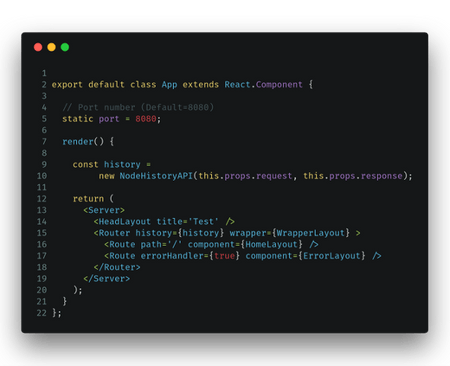 1
2 export default class App extends React.Component {
3
4 // Port number (Default=8080)
5 static port = 8080;
6
7 render() {
8
9 const history =
10 new NodeHistoryAPI(this.props.request, this.props.response);
11
12 return (
13 <Server>
14 <HeadLayout title='Test' />
15 <Router history={history} wrapper={WrapperLayout} >
16 <Route path='/' component={HomeLayout} />
17 <Route errorHandler={true} component={ErrorLayout} />
18 </Router>
19 </Server>
20 );
21 }
22 };